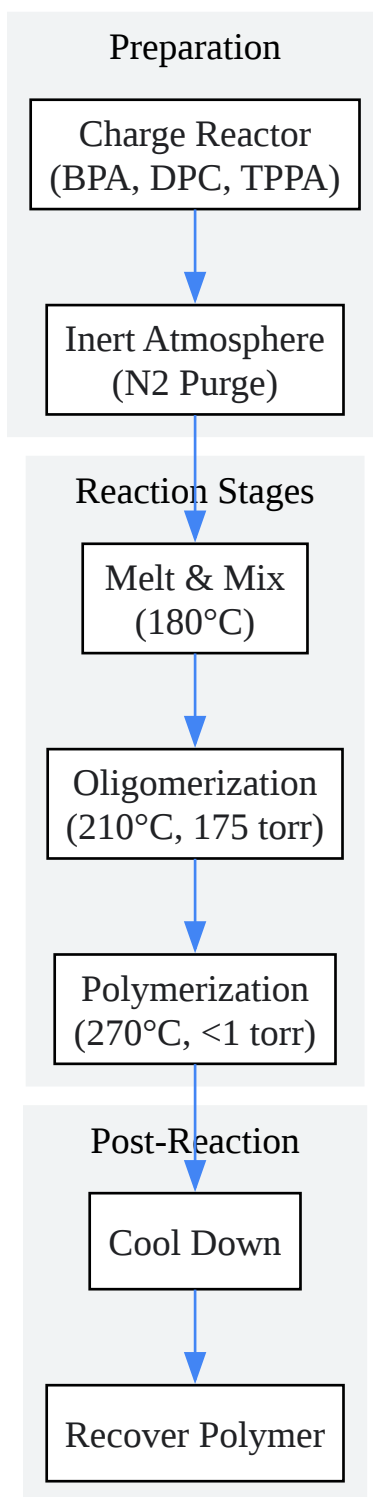 Preparation
Charge Reactor
(BPA, DPC, TPPA)
Inert Atmosphere
(N2 Purge)
Reaction Stages
Melt & Mix
(180°C)
Oligomerization
(210°C, 175 torr)
Polymerization
(270°C, <1 torr)
Post-Reaction
Cool Down
Recover Polymer